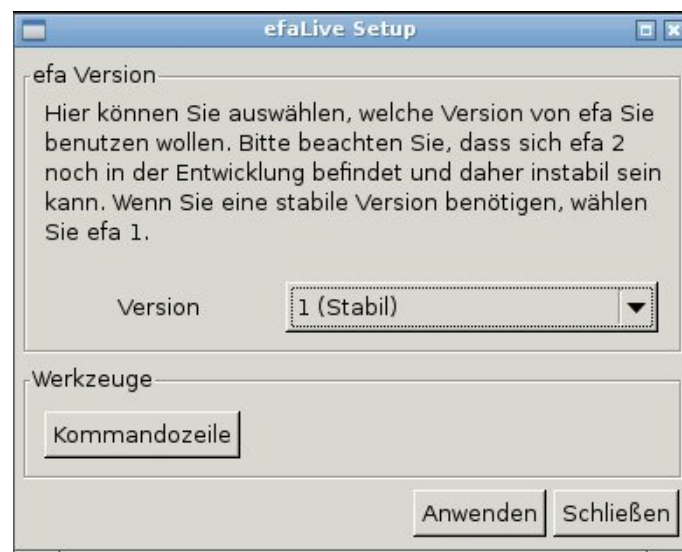 efaLive Setup
efa Version
Hier können Sie auswählen, welche Version von efa Sie
benutzen wollen. Bitte beachten Sie, dass sich efa 2
noch in der Entwicklung befindet und daher instabil sein
kann. Wenn Sie eine stabile Version benötigen, wählen
Sie efa 1.
Version
1 (Stabil)
Werkzeuge
Kommandozeile
Anwenden
Schließen